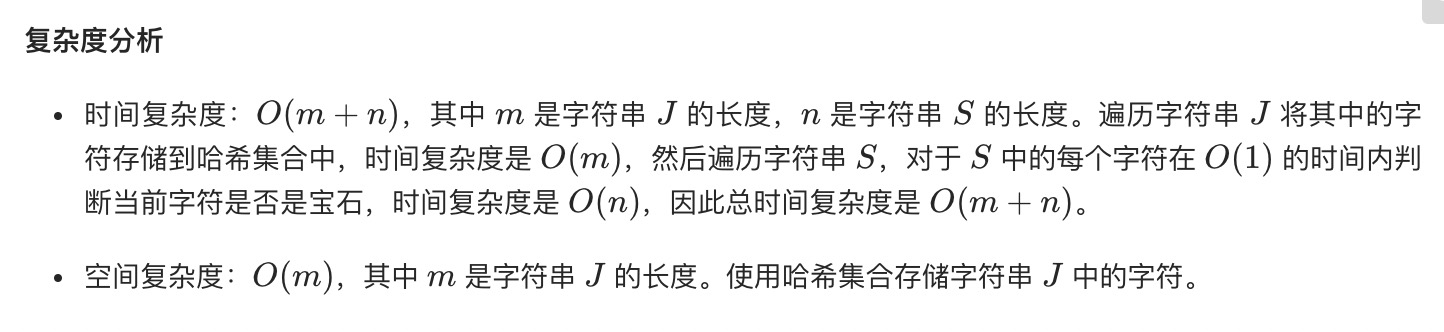 复杂度分析
• 时间复杂度：O(m + n)，其中 m 是字符串 J 的长度，n 是字符串 S 的长度。遍历字符串 J 将其中的字
符存储到哈希集合中，时间复杂度是 O(m)，然后遍历字符串 S，对于 S 中的每个字符在 O(1) 的时间内判
断当前字符是否是宝石，时间复杂度是 O(n)，因此总时间复杂度是 O(m + n)。
• 空间复杂度：O(m)，其中 m 是字符串 J 的长度。使用哈希集合存储字符串 J 中的字符。